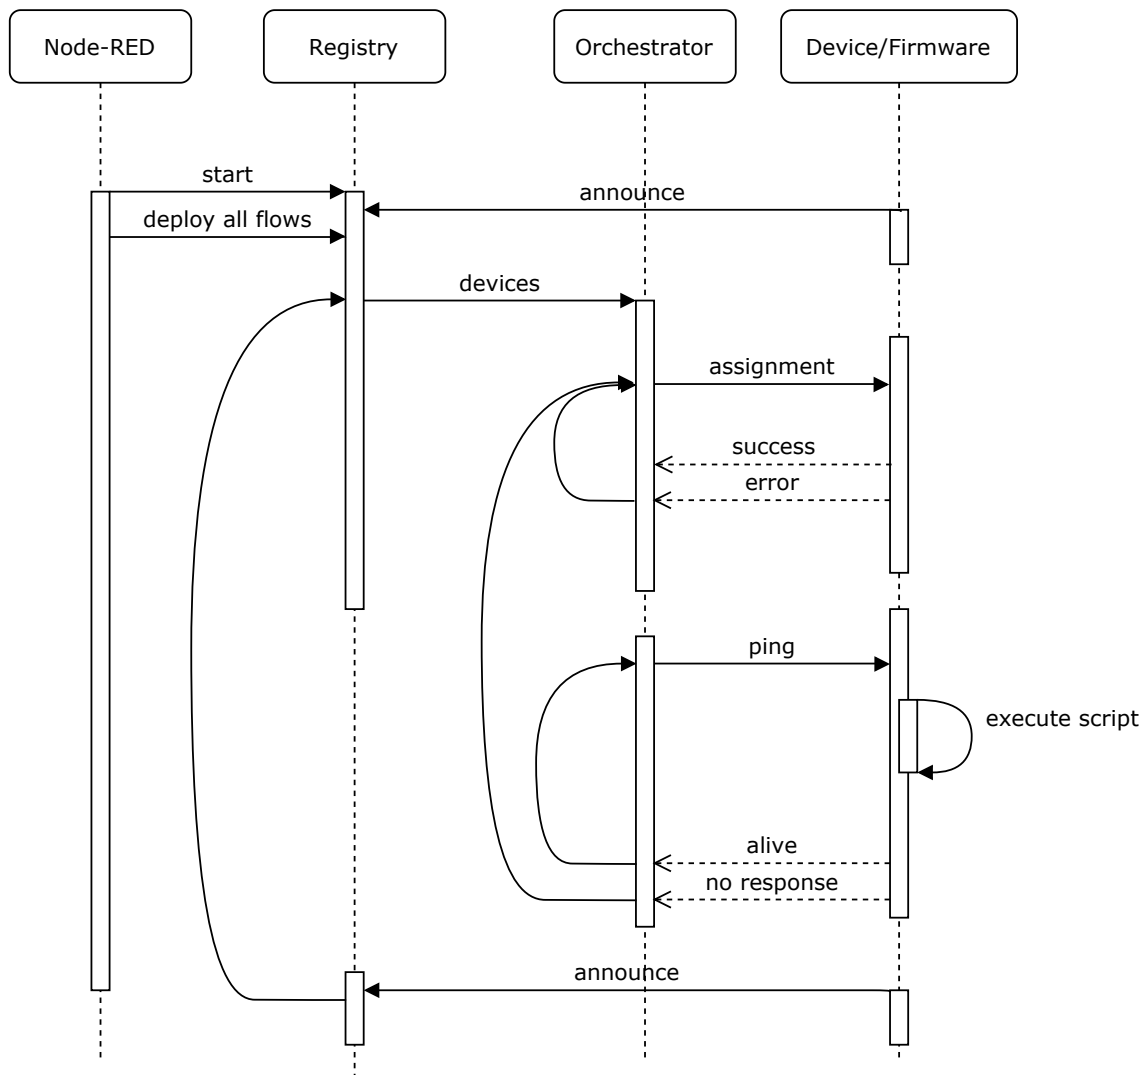 Node-RED
Registry
Orchestrator
Device/Firmware
start
announce
deploy all flows
devices
assignment
success
error
ping
execute script
alive
no response
announce